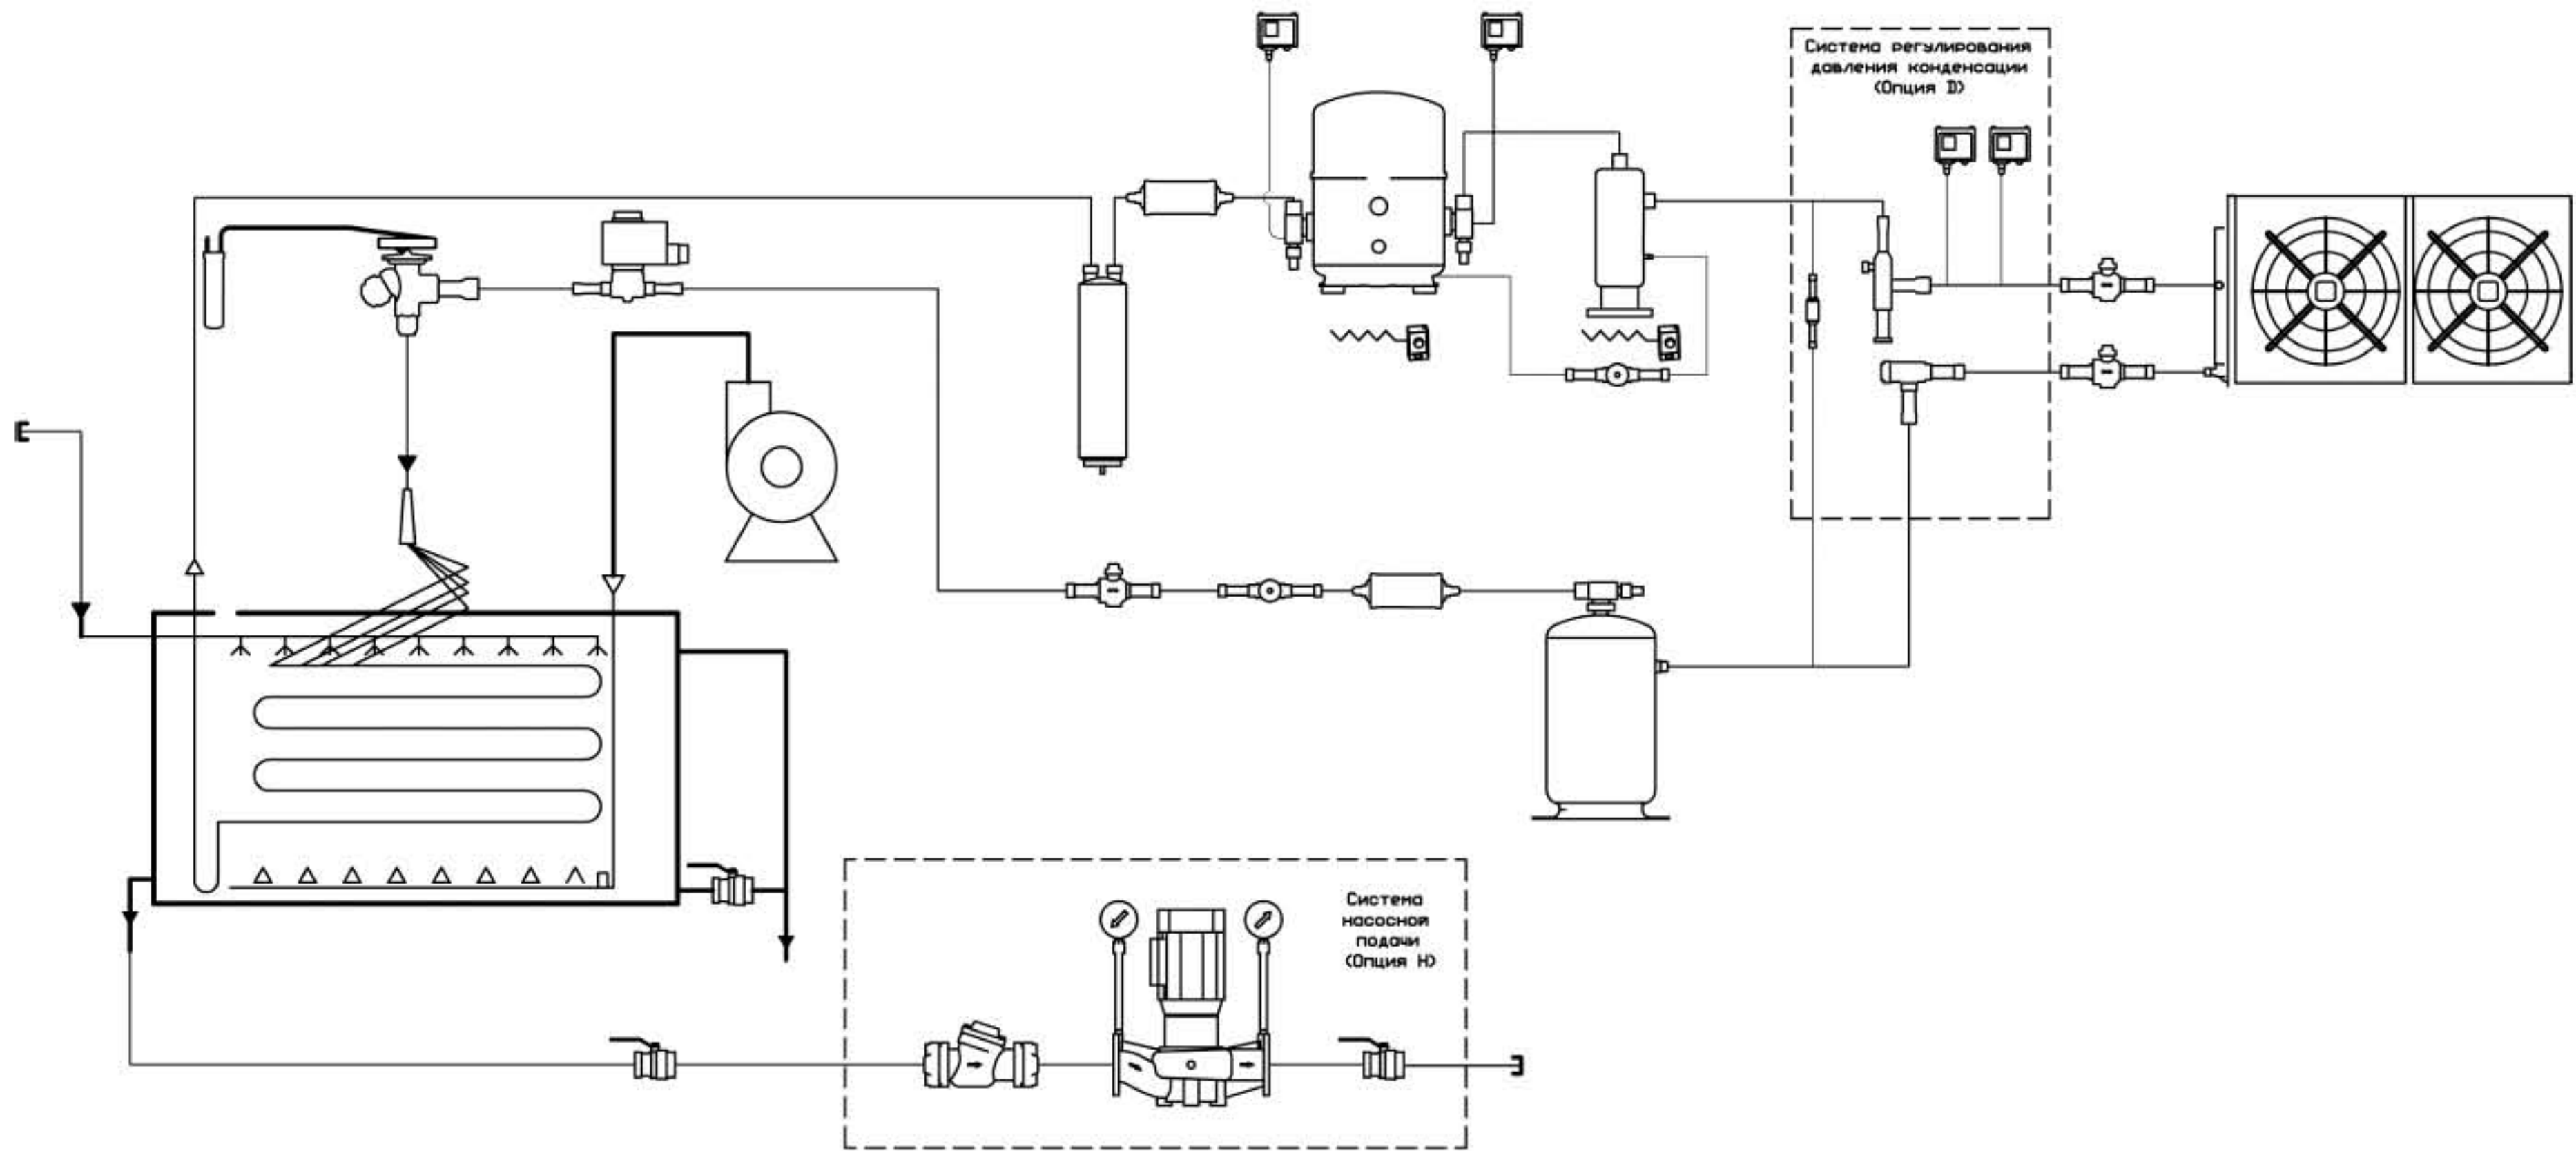 Система регулирования
давления конденсации
(Опция D)
Система
насосной
подачи
(Опция H)